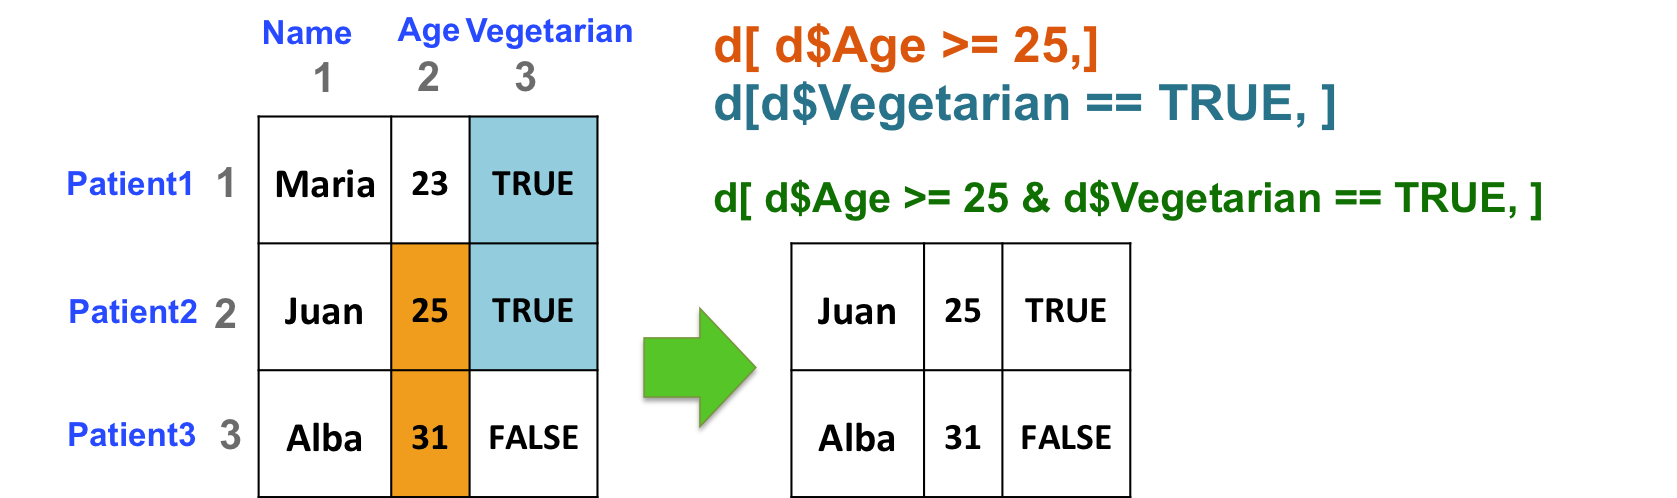 Name Age Vegetarian
1 2 3
Patient1 1 Maria 23 TRUE
Patient2 2 Juan 25 TRUE
Patient3 3 Alba 31 FALSE
d[ d$Age >= 25,]
d[d$Vegetarian == TRUE, ]
d[ d$Age >= 25 & d$Vegetarian == TRUE, ]
Juan 25 TRUE
Alba 31 FALSE